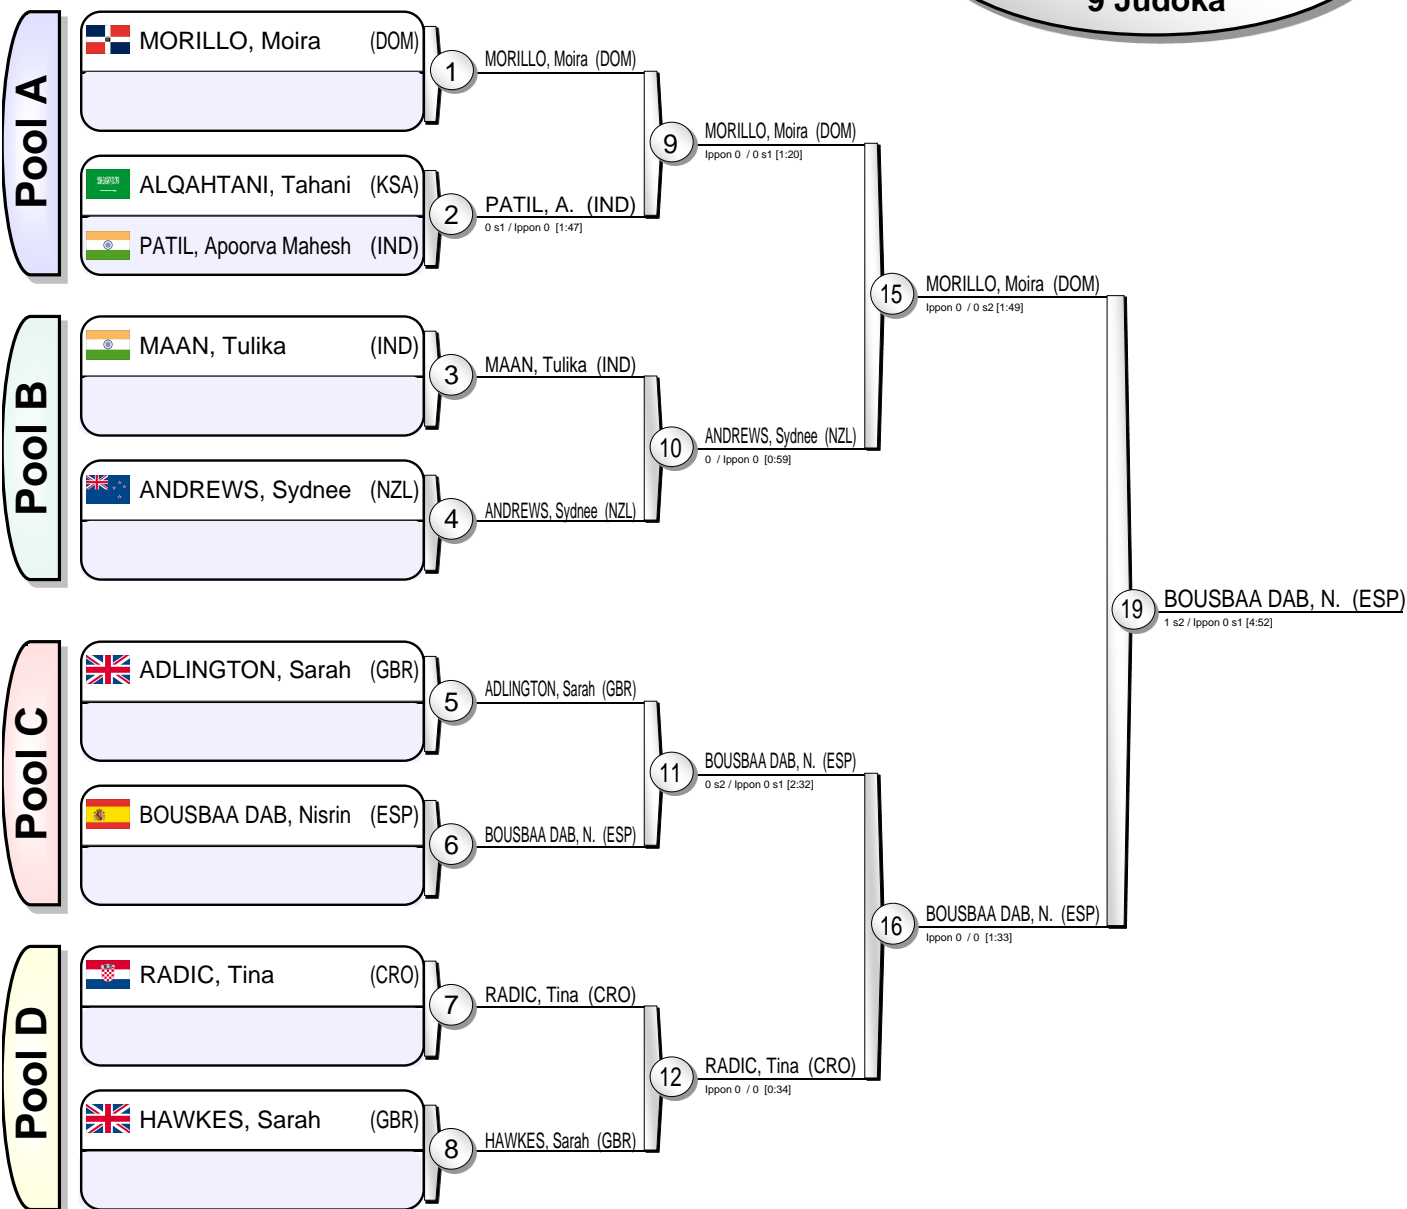 9 Judoka
Pool A
MORILLO, Moira (DOM)
ALQAHTANI, Tahani (KSA)
PATIL, Apoorva Mahesh (IND)
Pool B
MAAN, Tulika (IND)
ANDREWS, Sydnee (NZL)
Pool C
ADLINGTON, Sarah (GBR)
BOUSBAA DAB, Nisrin (ESP)
Pool D
RADIC, Tina (CRO)
HAWKES, Sarah (GBR)
1 MORILLO, Moira (DOM)
2 PATIL, A. (IND)
0 s1 / Ippon 0 [1:47]
3 MAAN, Tulika (IND)
4 ANDREWS, Sydnee (NZL)
5 ADLINGTON, Sarah (GBR)
6 BOUSBAA DAB, N. (ESP)
7 RADIC, Tina (CRO)
8 HAWKES, Sarah (GBR)
9 MORILLO, Moira (DOM)
Ippon 0 / 0 s1 [1:20]
10 ANDREWS, Sydnee (NZL)
0 / Ippon 0 [0:59]
11 BOUSBAA DAB, N. (ESP)
0 s2 / Ippon 0 s1 [2:32]
12 RADIC, Tina (CRO)
Ippon 0 / 0 [0:34]
15 MORILLO, Moira (DOM)
Ippon 0 / 0 s2 [1:49]
16 BOUSBAA DAB, N. (ESP)
Ippon 0 / 0 [1:33]
19 BOUSBAA DAB, N. (ESP)
1 s2 / Ippon 0 s1 [4:52]